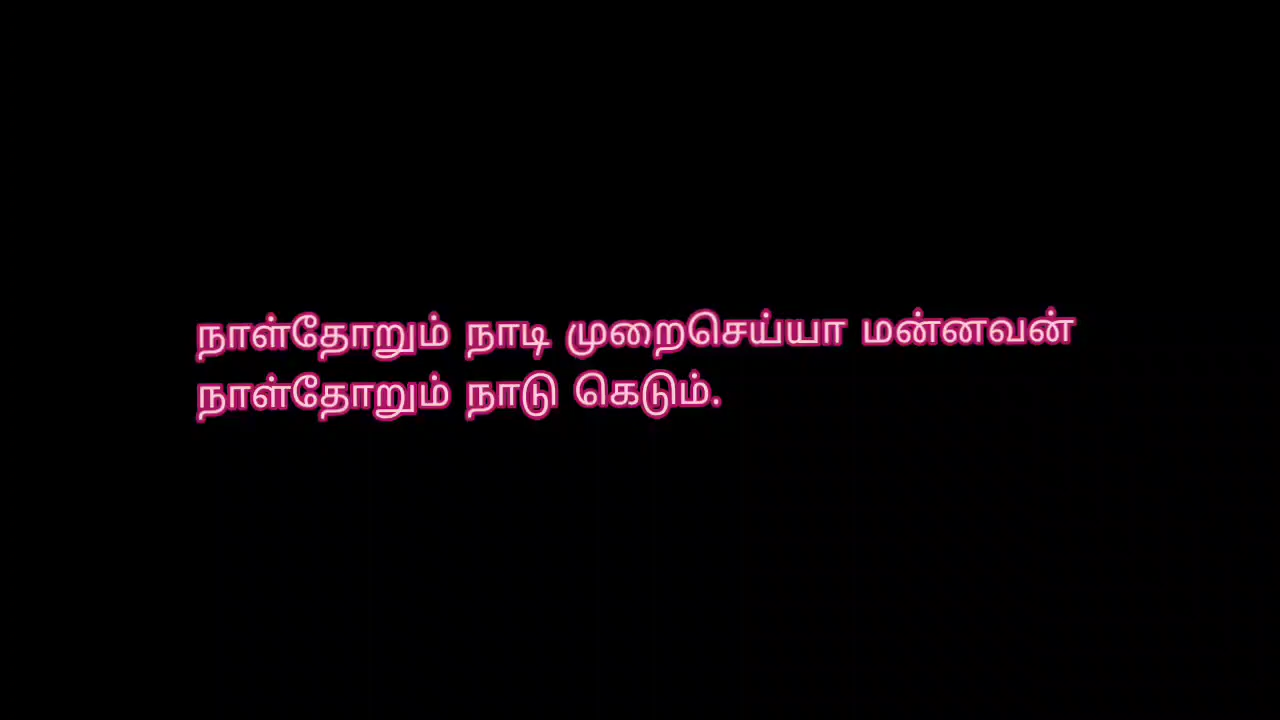 நாள்தோறும் நாடி முறைசெய்யா மன்னவன்
நாள்தோறும் நாடு கெடும்.